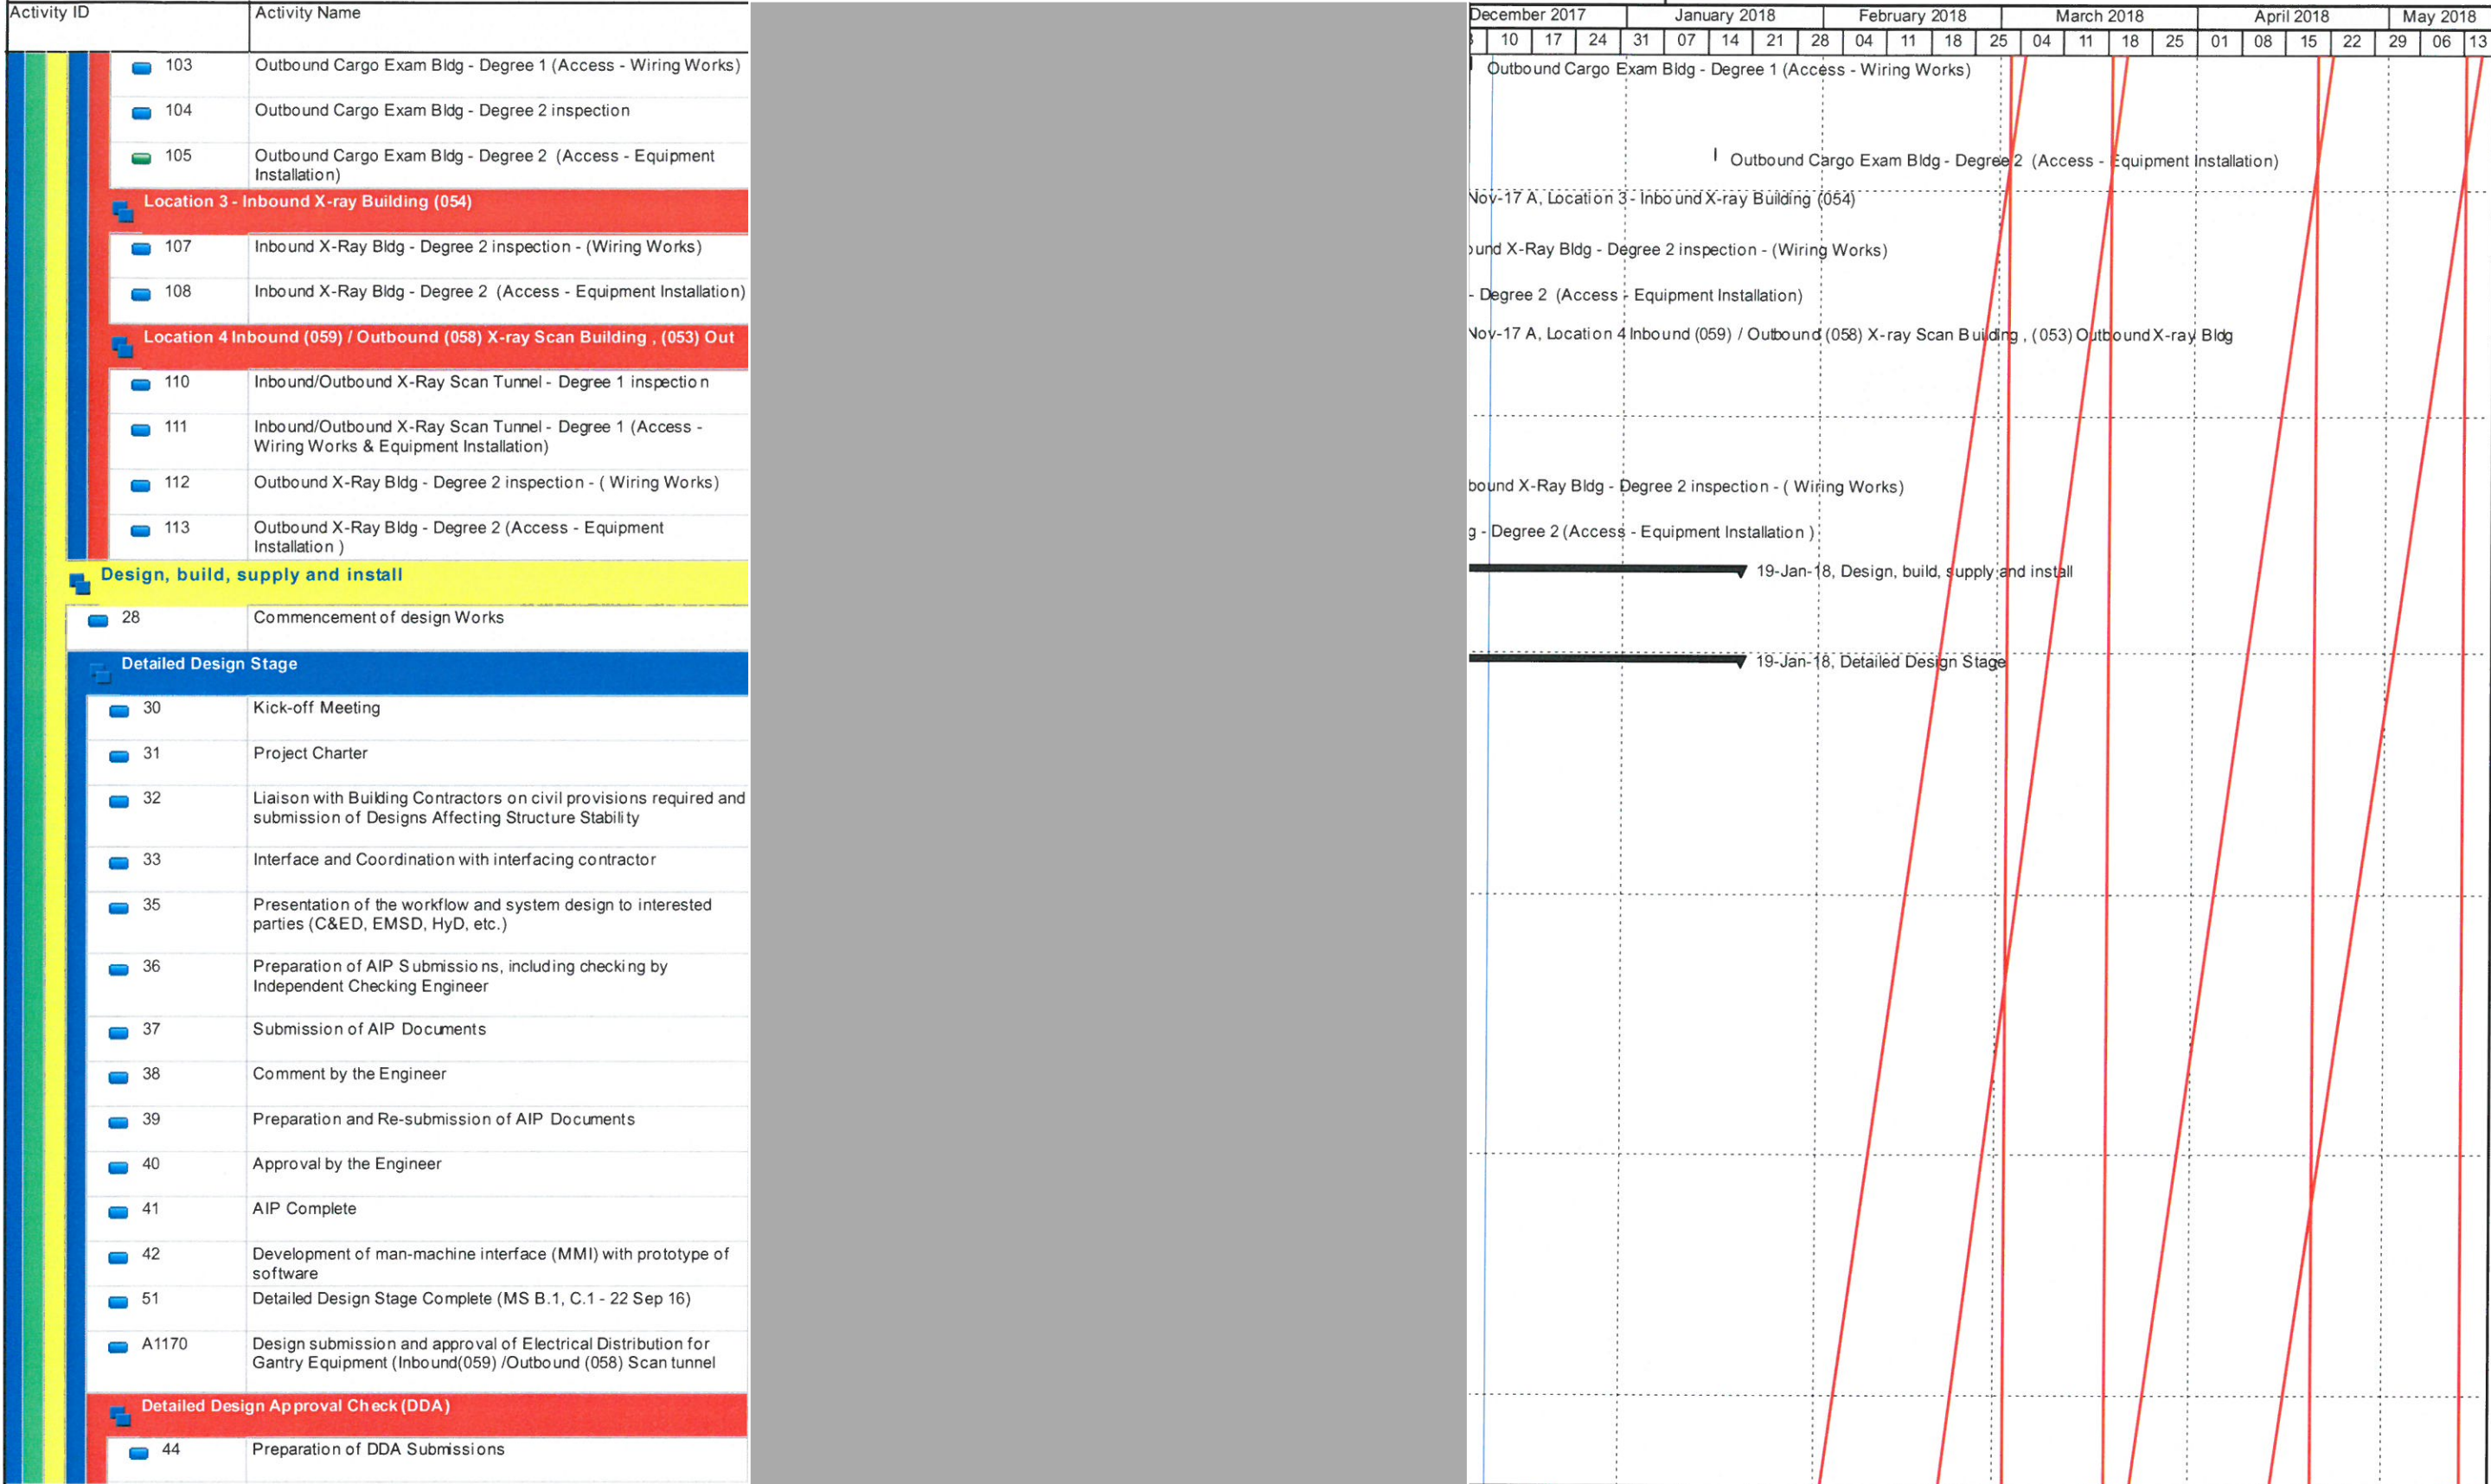 Activity ID
Activity Name
December 2017
January 2018
February 2018
March 2018
April 2018
May 2018
10 17 24 31 07 14 21 28 04 11 18 25 04 11 18 25 01 08 15 22 29 06 13
103 Outbound Cargo Exam Bldg - Degree 1 (Access - Wiring Works)
Outbound Cargo Exam Bldg - Degree 1 (Access - Wiring Works)
104 Outbound Cargo Exam Bldg - Degree 2 inspection
105 Outbound Cargo Exam Bldg - Degree 2 (Access - Equipment
Installation)
Outbound Cargo Exam Bldg - Degree 2 (Access - Equipment Installation)
Location 3 - Inbound X-ray Building (054)
Nov-17 A, Location 3 - Inbound X-ray Building (054)
107 Inbound X-Ray Bldg - Degree 2 inspection - (Wiring Works)
ound X-Ray Bldg - Degree 2 inspection - (Wiring Works)
108 Inbound X-Ray Bldg - Degree 2 (Access - Equipment Installation)
- Degree 2 (Access - Equipment Installation)
Location 4 Inbound (059) / Outbound (058) X-ray Scan Building , (053) Out
Nov-17 A, Location 4 Inbound (059) / Outbound (058) X-ray Scan Building , (053) Outbound X-ray Bldg
110 Inbound/Outbound X-Ray Scan Tunnel - Degree 1 inspection
111 Inbound/Outbound X-Ray Scan Tunnel - Degree 1 (Access -
Wiring Works & Equipment Installation)
112 Outbound X-Ray Bldg - Degree 2 inspection - ( Wiring Works)
bound X-Ray Bldg - Degree 2 inspection - ( Wiring Works)
113 Outbound X-Ray Bldg - Degree 2 (Access - Equipment
Installation )
g - Degree 2 (Access - Equipment Installation )
Design, build, supply and install
19-Jan-18, Design, build, supply and install
28 Commencement of design Works
Detailed Design Stage
19-Jan-18, Detailed Design Stage
30 Kick-off Meeting
31 Project Charter
32 Liaison with Building Contractors on civil provisions required and
submission of Designs Affecting Structure Stability
33 Interface and Coordination with interfacing contractor
35 Presentation of the workflow and system design to interested
parties (C&ED, EMSD, HyD, etc.)
36 Preparation of AIP Submissions, including checking by
Independent Checking Engineer
37 Submission of AIP Documents
38 Comment by the Engineer
39 Preparation and Re-submission of AIP Documents
40 Approval by the Engineer
41 AIP Complete
42 Development of man-machine interface (MMI) with prototype of
software
51 Detailed Design Stage Complete (MS B.1, C.1 - 22 Sep 16)
A1170 Design submission and approval of Electrical Distribution for
Gantry Equipment (Inbound(059) /Outbound (058) Scan tunnel
Detailed Design Approval Check (DDA)
44 Preparation of DDA Submissions